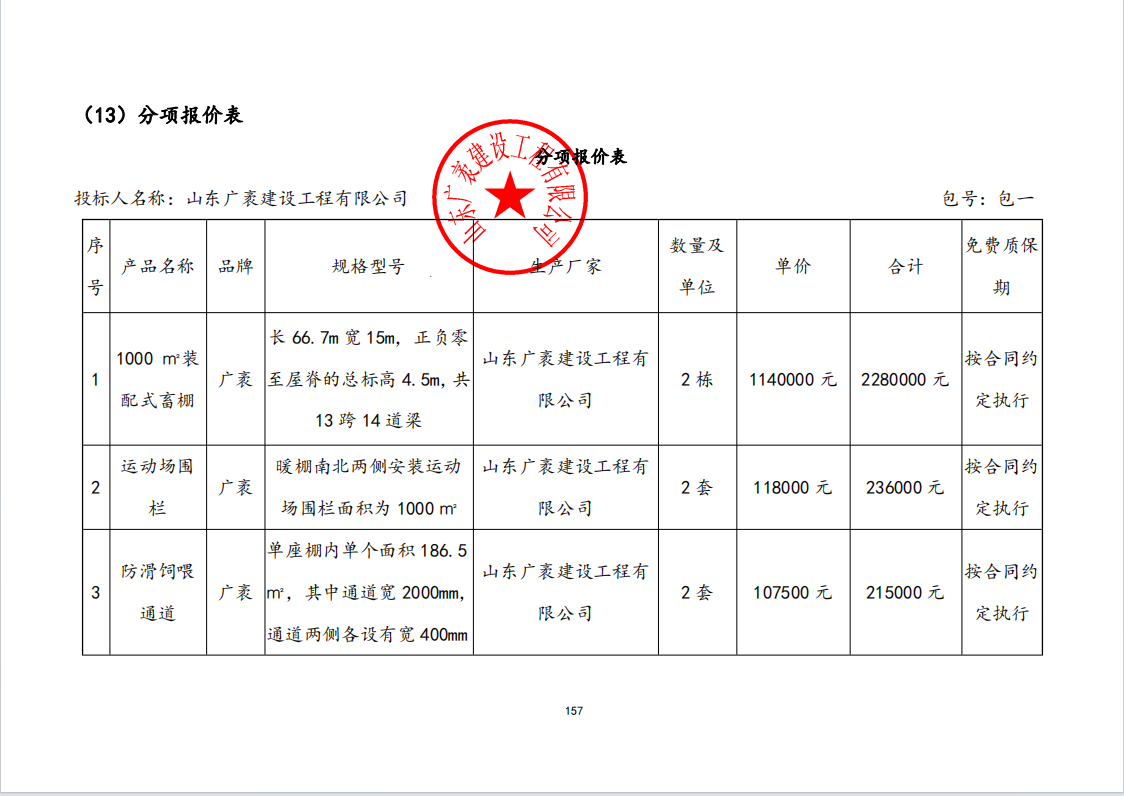 （13）分项报价表
山东广袤建设工程有限公司
分项报价表
投标人名称：山东广袤建设工程有限公司
包号：包一
序号
产品名称
品牌
规格型号
生产厂家
数量及
单位
单价
合计
免费质保
期
1
1000 ㎡装
配式畜棚
广袤
长 66.7m 宽 15m，正负零
至屋脊的总标高 4.5m，共
13 跨 14 道梁
山东广袤建设工程有
限公司
2 栋
1140000 元
2280000 元
按合同约
定执行
2
运动场围
栏
广袤
暖棚南北两侧安装运动
场围栏面积为 1000 ㎡
山东广袤建设工程有
限公司
2 套
118000 元
236000 元
按合同约
定执行
3
防滑饲喂
通道
广袤
单座棚内单个面积 186.5
㎡，其中通道宽 2000mm，
通道两侧各设有宽 400mm
山东广袤建设工程有
限公司
2 套
107500 元
215000 元
按合同约
定执行
157